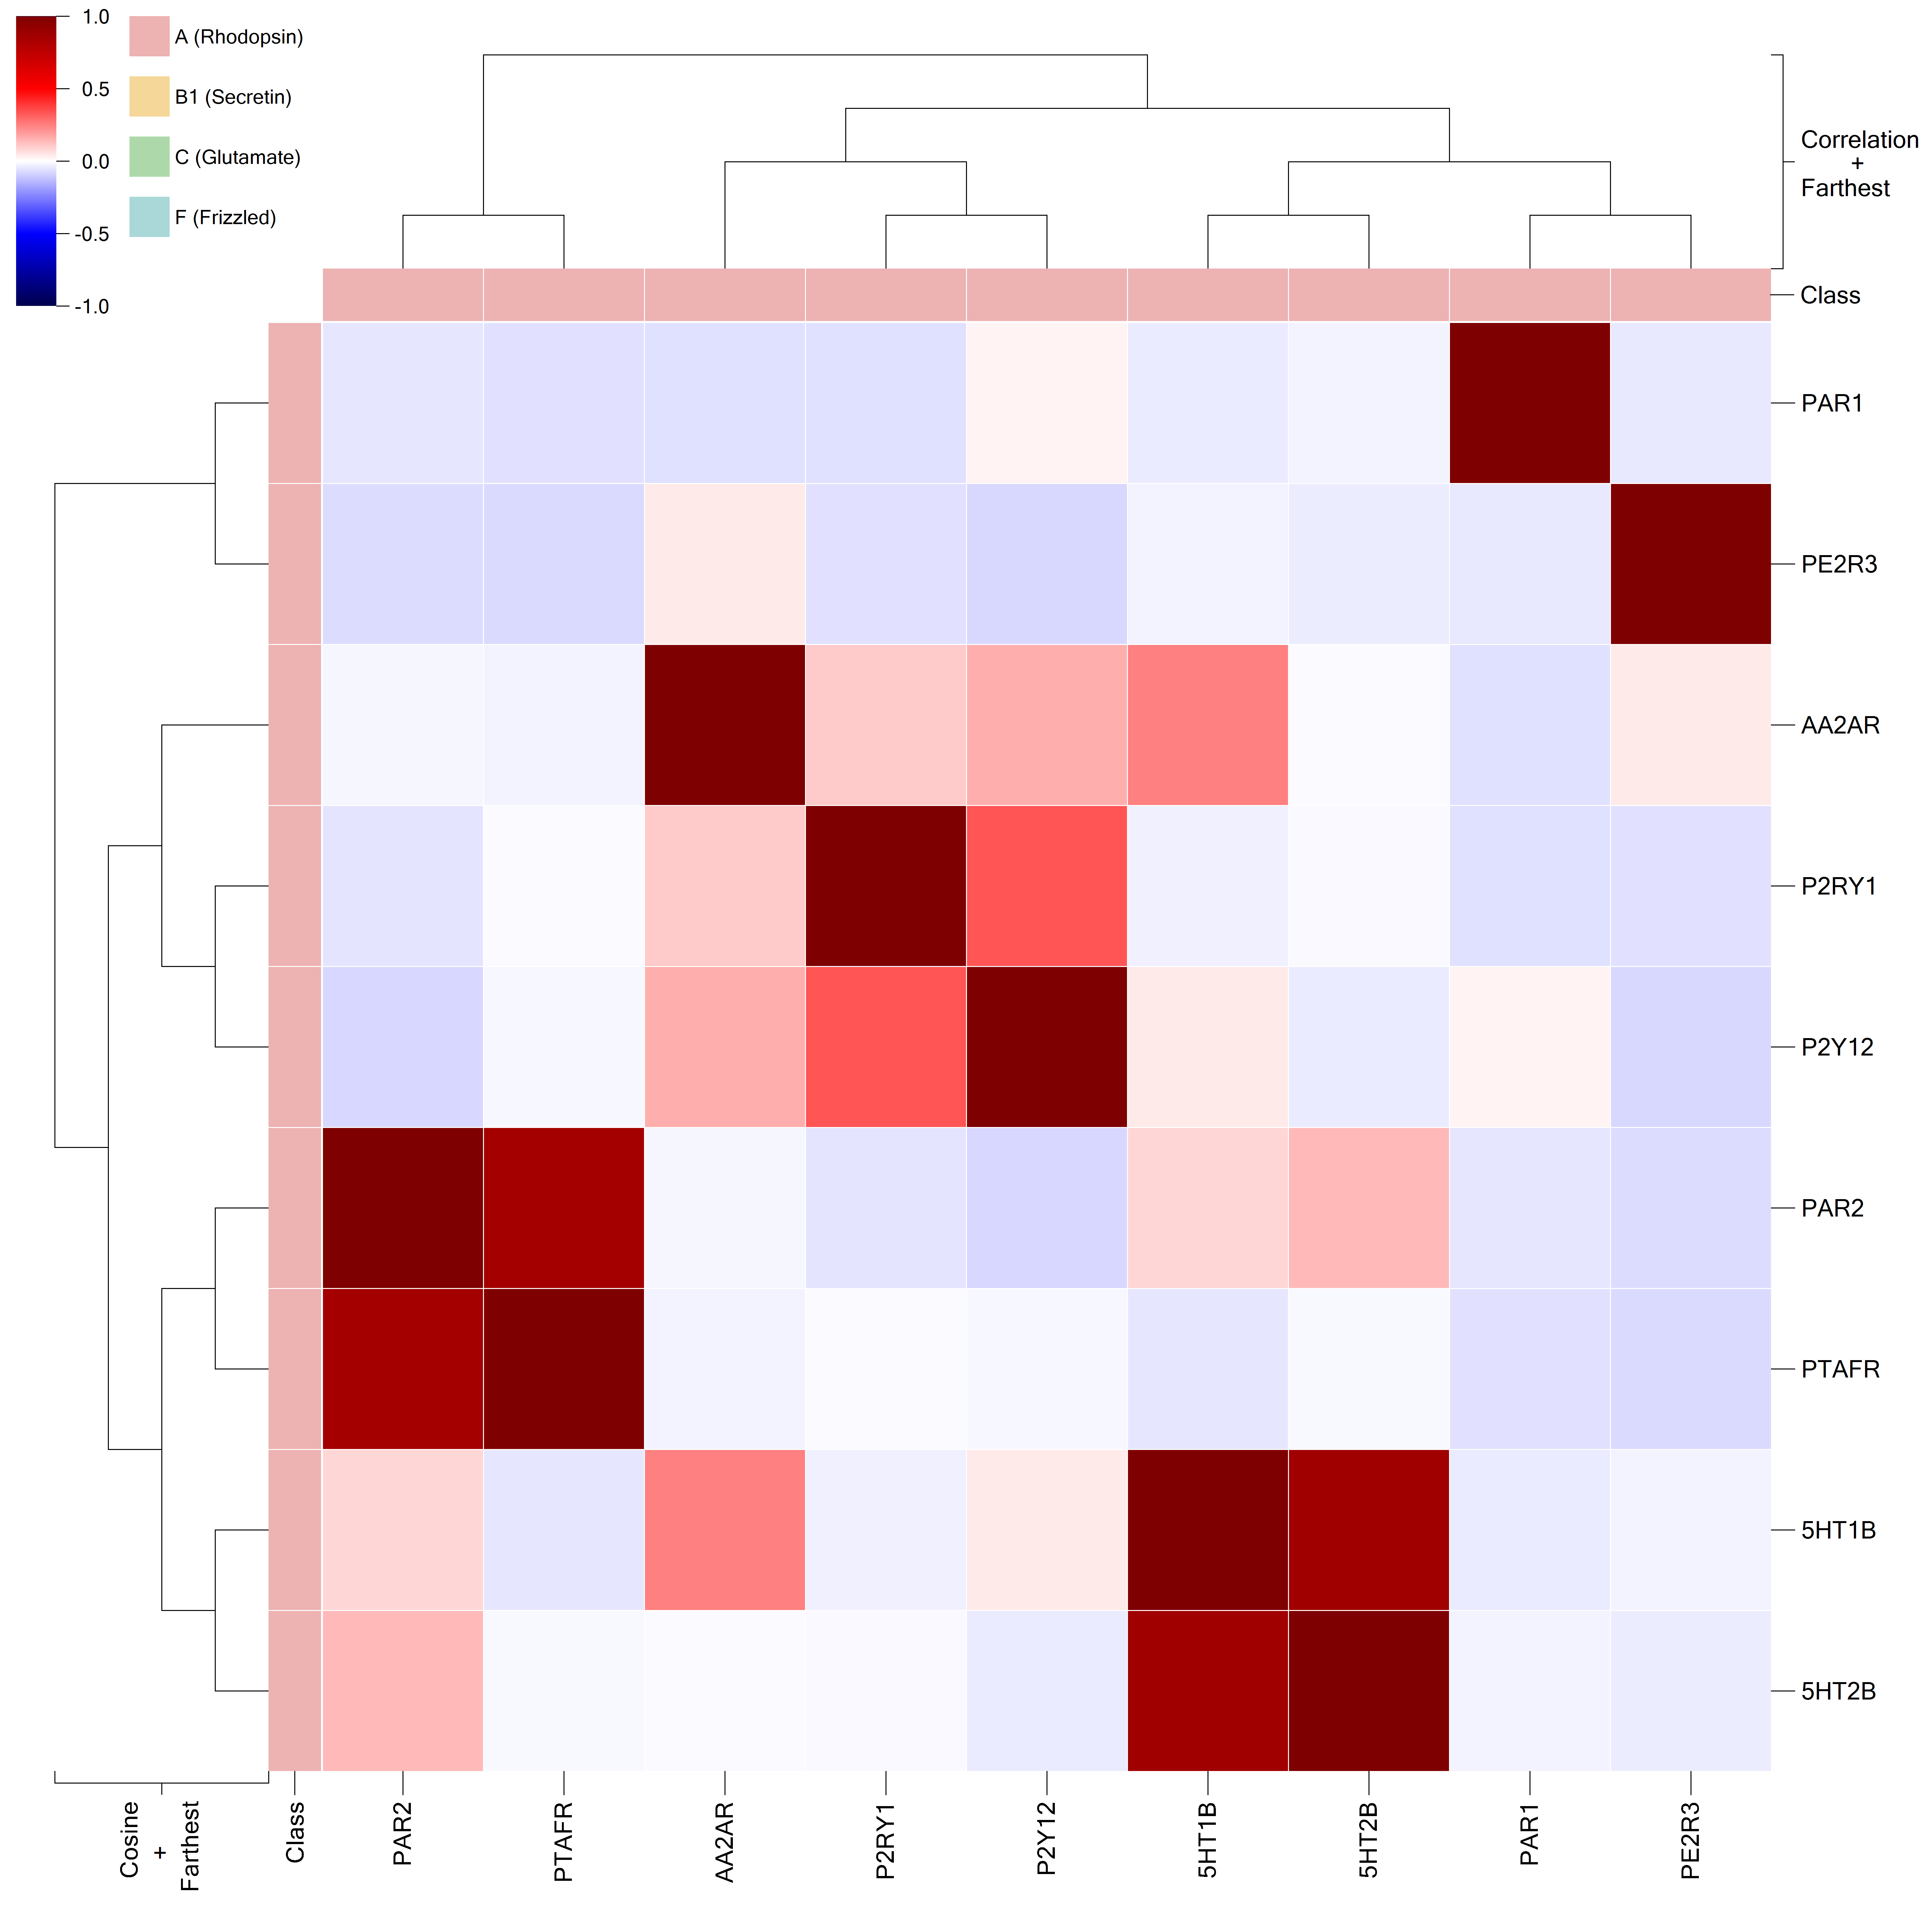 1.0
0.5
0.0
-0.5
-1.0
A (Rhodopsin)
B1 (Secretin)
C (Glutamate)
F (Frizzled)
Correlation
+
Farthest
Class
PAR1
PE2R3
AA2AR
P2RY1
P2Y12
PAR2
PTAFR
5HT1B
5HT2B
Cosine
+
Farthest
Class
PAR2
PTAFR
AA2AR
P2RY1
P2Y12
5HT1B
5HT2B
PAR1
PE2R3